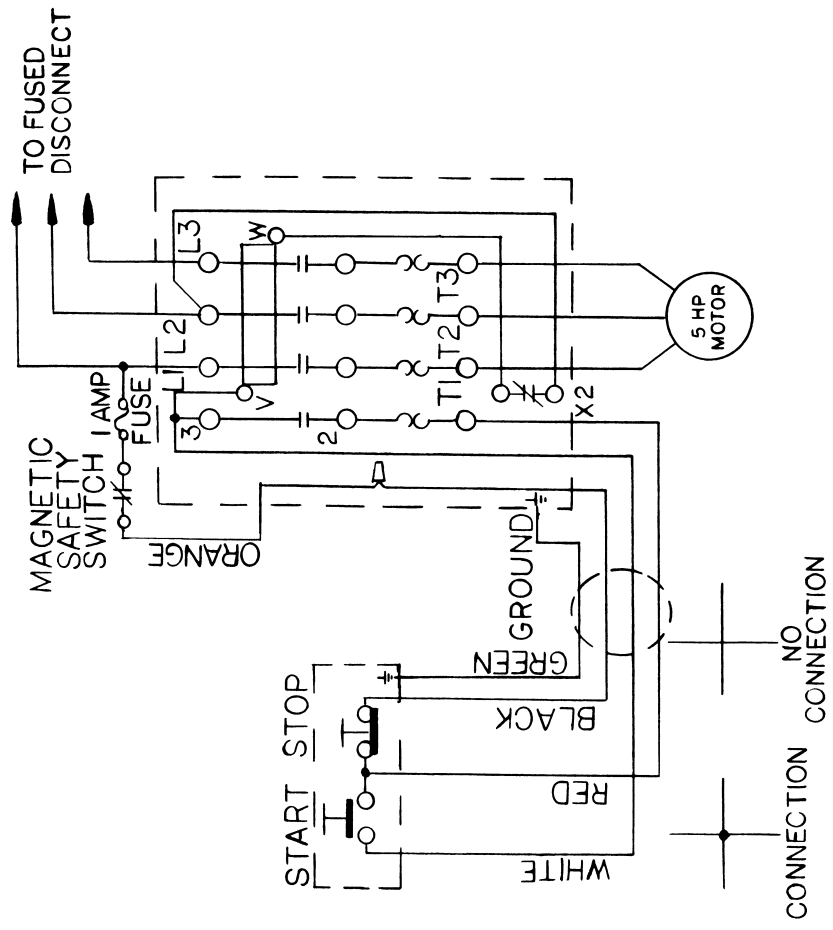 TO FUSED
DISCONNECT
L3
W
L2
L1
V
3
2
T3
T2
T1
X2
5 HP
MOTOR
1 AMP
FUSE
MAGNETIC
SAFETY
SWITCH
ORANGE
GROUND
GREEN
BLACK
RED
WHITE
STOP
START
NO
CONNECTION
CONNECTION